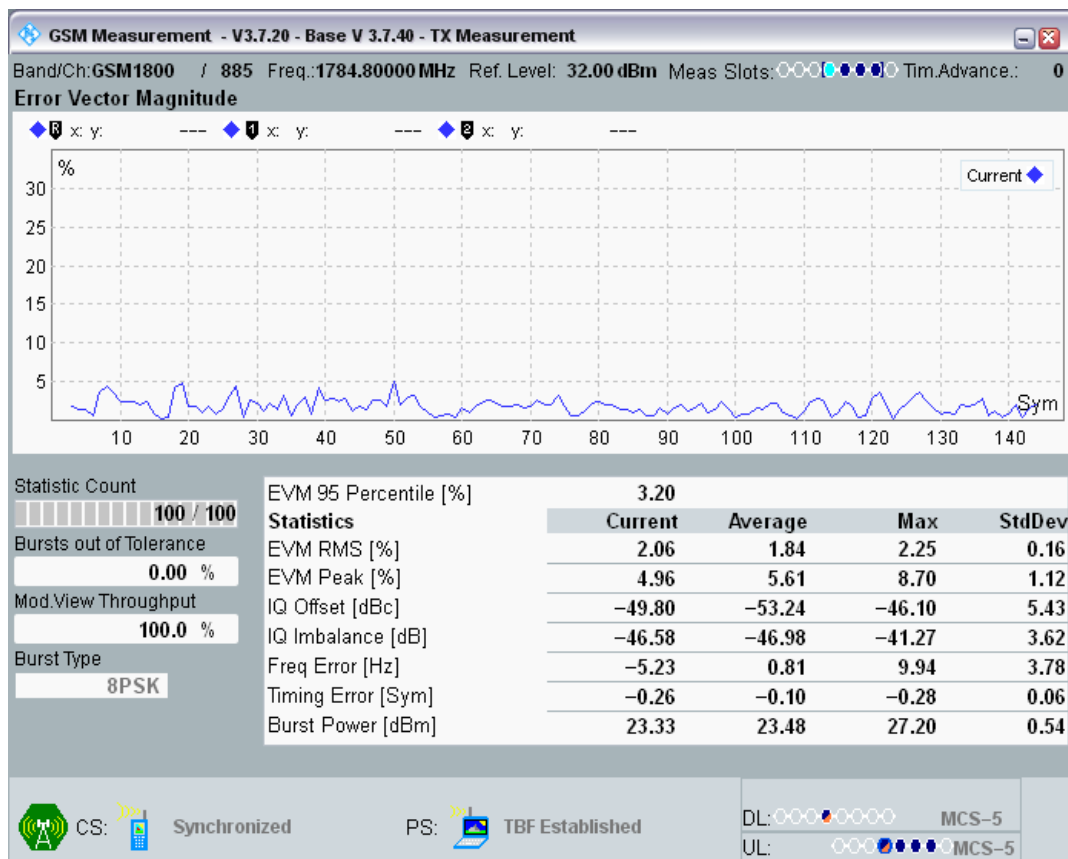 GSM Measurement - V3.7.20 - Base V 3.7.40 - TX Measurement
Band/Ch:GSM1800 / 885 Freq.:1784.80000 MHz Ref. Level: 32.00 dBm Meas Slots: Tim.Advance.: 0
Error Vector Magnitude
R x: y: --- 1 x: y: --- 2 x: y: ---
%
Current
30
25
20
15
10
5
Sym
10 20 30 40 50 60 70 80 90 100 110 120 130 140
Statistic Count
100 / 100
Bursts out of Tolerance
0.00 %
Mod.View Throughput
100.0 %
Burst Type
8PSK
EVM 95 Percentile [%] 3.20
Statistics Current Average Max StdDev
EVM RMS [%] 2.06 1.84 2.25 0.16
EVM Peak [%] 4.96 5.61 8.70 1.12
IQ Offset [dBc] −49.80 −53.24 −46.10 5.43
IQ Imbalance [dB] −46.58 −46.98 −41.27 3.62
Freq Error [Hz] −5.23 0.81 9.94 3.78
Timing Error [Sym] −0.26 −0.10 −0.28 0.06
Burst Power [dBm] 23.33 23.48 27.20 0.54
CS: Synchronized PS: TBF Established
DL: MCS−5
UL: MCS−5